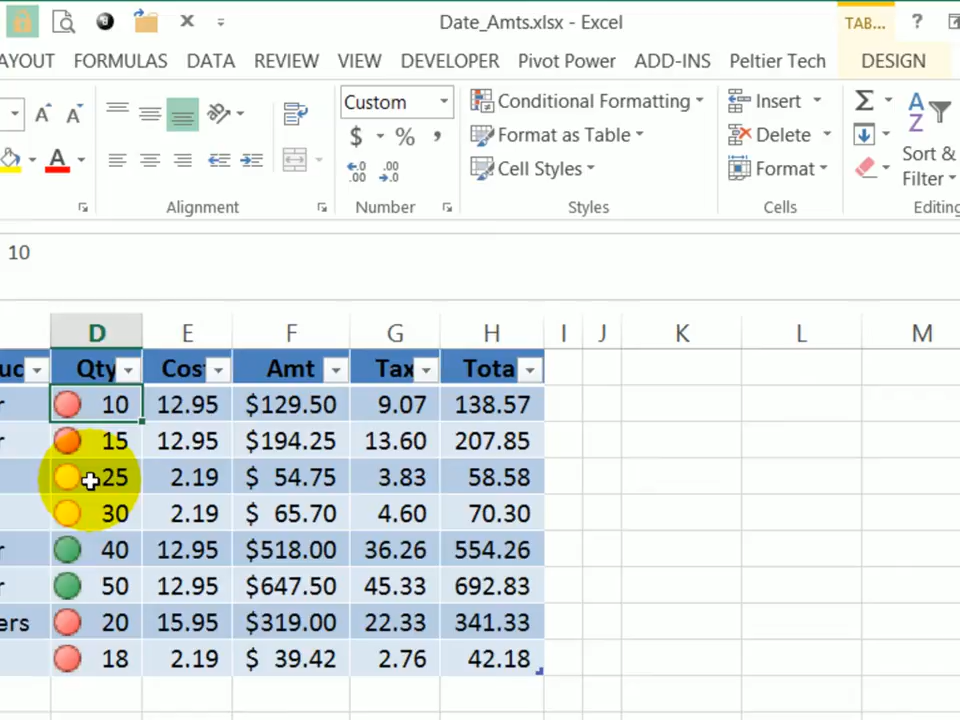 Date_Amts.xlsx - Excel
TAB... ?
AYOUT FORMULAS DATA REVIEW VIEW DEVELOPER Pivot Power ADD-INS Peltier Tech DESIGN
A A Custom Conditional Formatting Insert Σ A Z
A $ % , Format as Table Delete Sort &
.00 .00 Cell Styles Format Filter
Alignment Number Styles Cells Editing
10
D E F G H I J K L M
uc Qty Cos Amt Tax Tota
r 10 12.95 $129.50 9.07 138.57
r 15 12.95 $194.25 13.60 207.85
25 2.19 $ 54.75 3.83 58.58
30 2.19 $ 65.70 4.60 70.30
r 40 12.95 $518.00 36.26 554.26
r 50 12.95 $647.50 45.33 692.83
ers 20 15.95 $319.00 22.33 341.33
18 2.19 $ 39.42 2.76 42.18